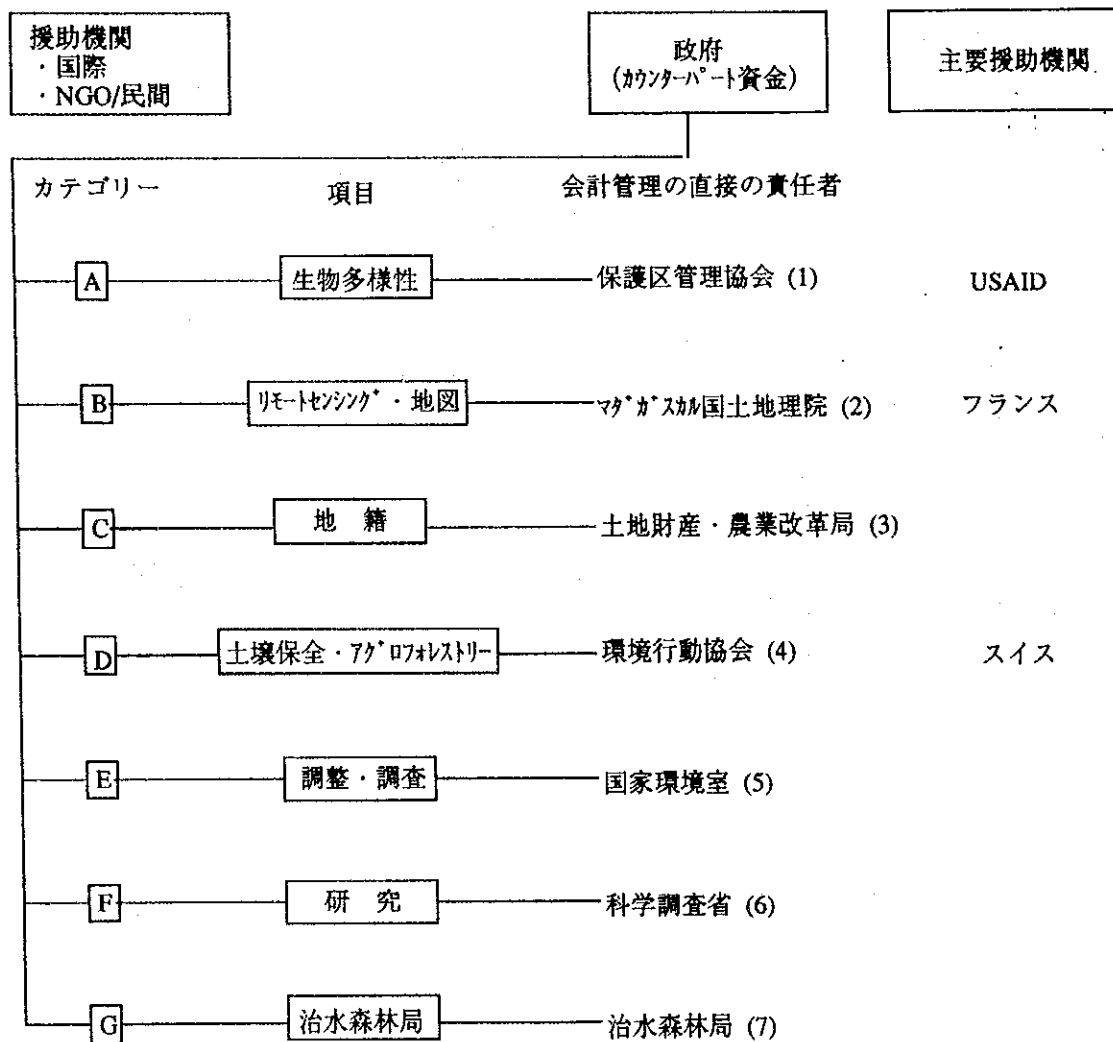 援助機関
・国際
・NGO/民間
政府
(ｶｳﾝﾀｰﾊﾟｰﾄ資金)
主要援助機関
カテゴリー 項目 会計管理の直接の責任者
A 生物多様性 保護区管理協会 (1) USAID
B ﾘﾓｰﾄｾﾝｼﾝｸﾞ・地図 ﾏﾀﾞｶﾞｽｶﾙ国土地理院 (2) フランス
C 地 籍 土地財産・農業改革局 (3)
D 土壌保全・ｱｸﾞﾛﾌｫﾚｽﾄﾘｰ 環境行動協会 (4) スイス
E 調整・調査 国家環境室 (5)
F 研 究 科学調査省 (6)
G 治水森林局 治水森林局 (7)